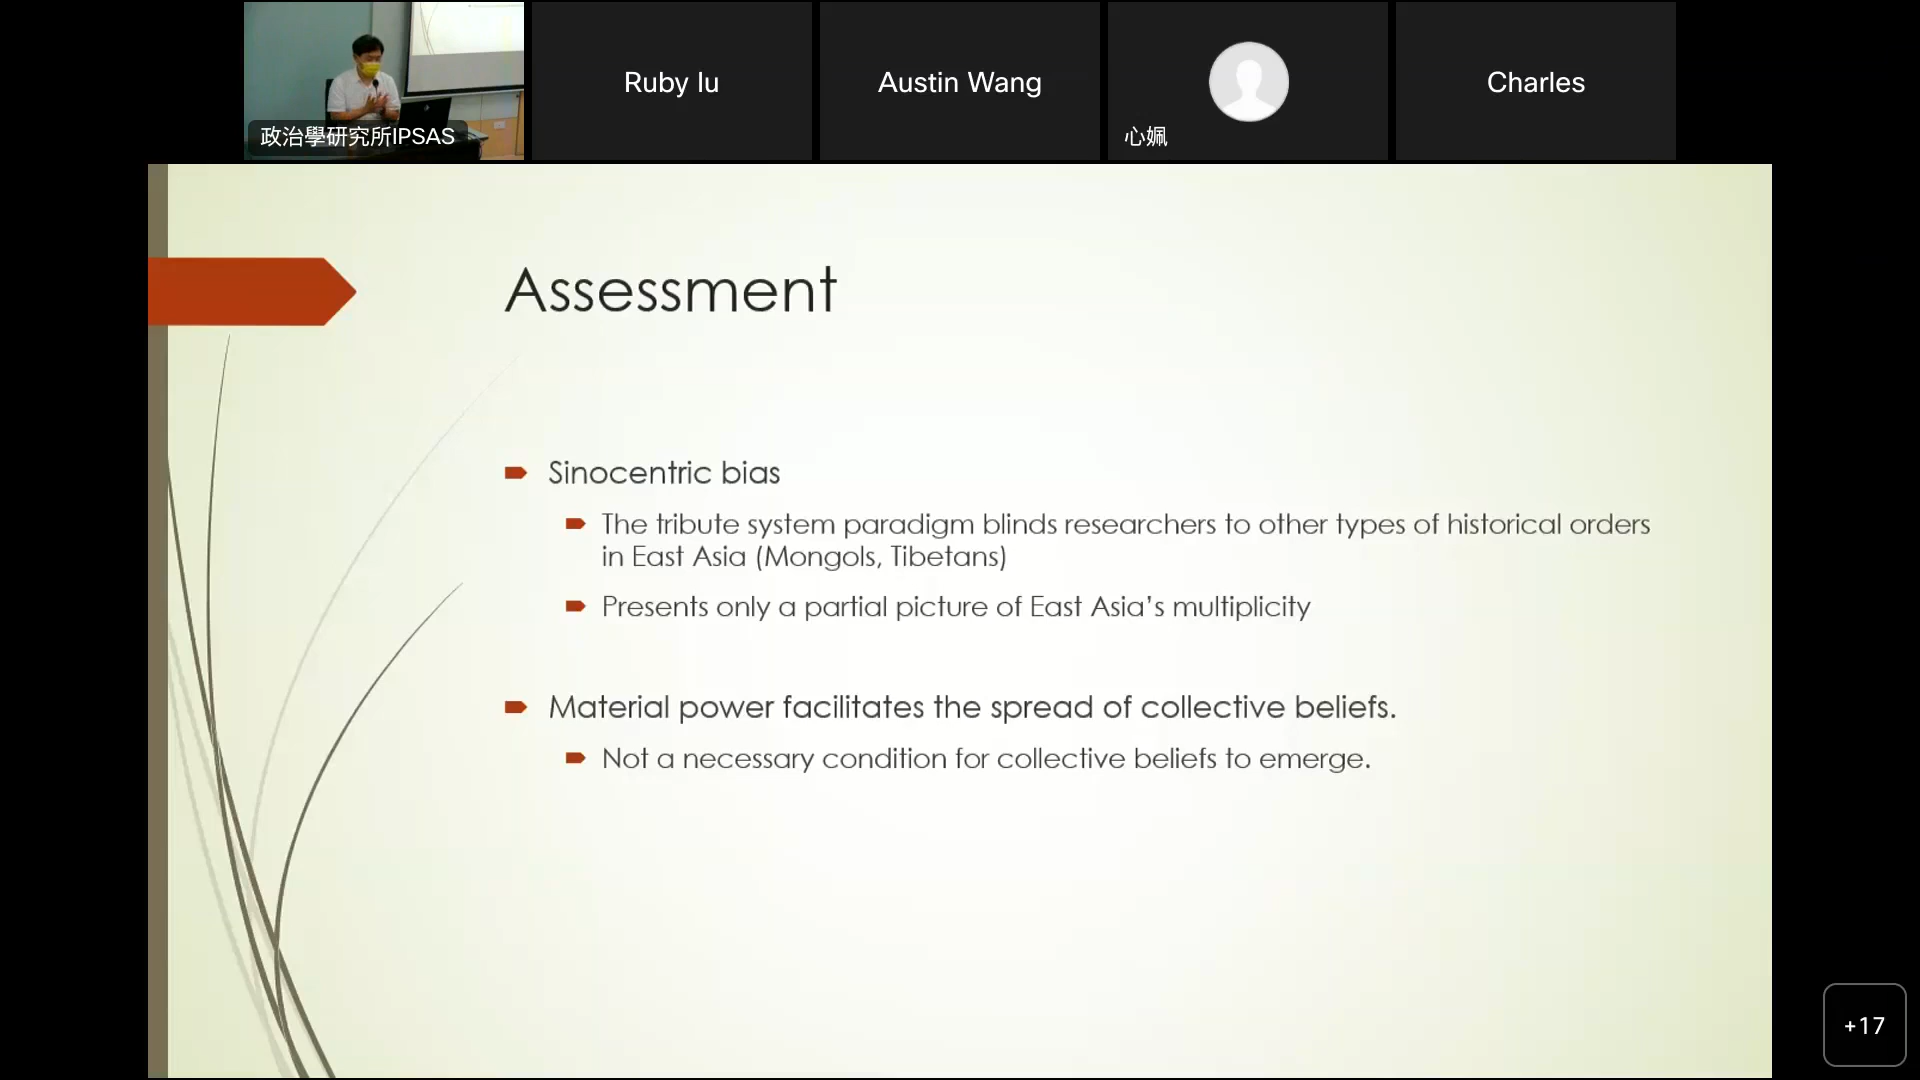 政治學研究所IPSAS
Ruby lu
Austin Wang
心姵
Charles
Assessment
Sinocentric bias
The tribute system paradigm blinds researchers to other types of historical orders
in East Asia (Mongols, Tibetans)
Presents only a partial picture of East Asia’s multiplicity
Material power facilitates the spread of collective beliefs.
Not a necessary condition for collective beliefs to emerge.
+17